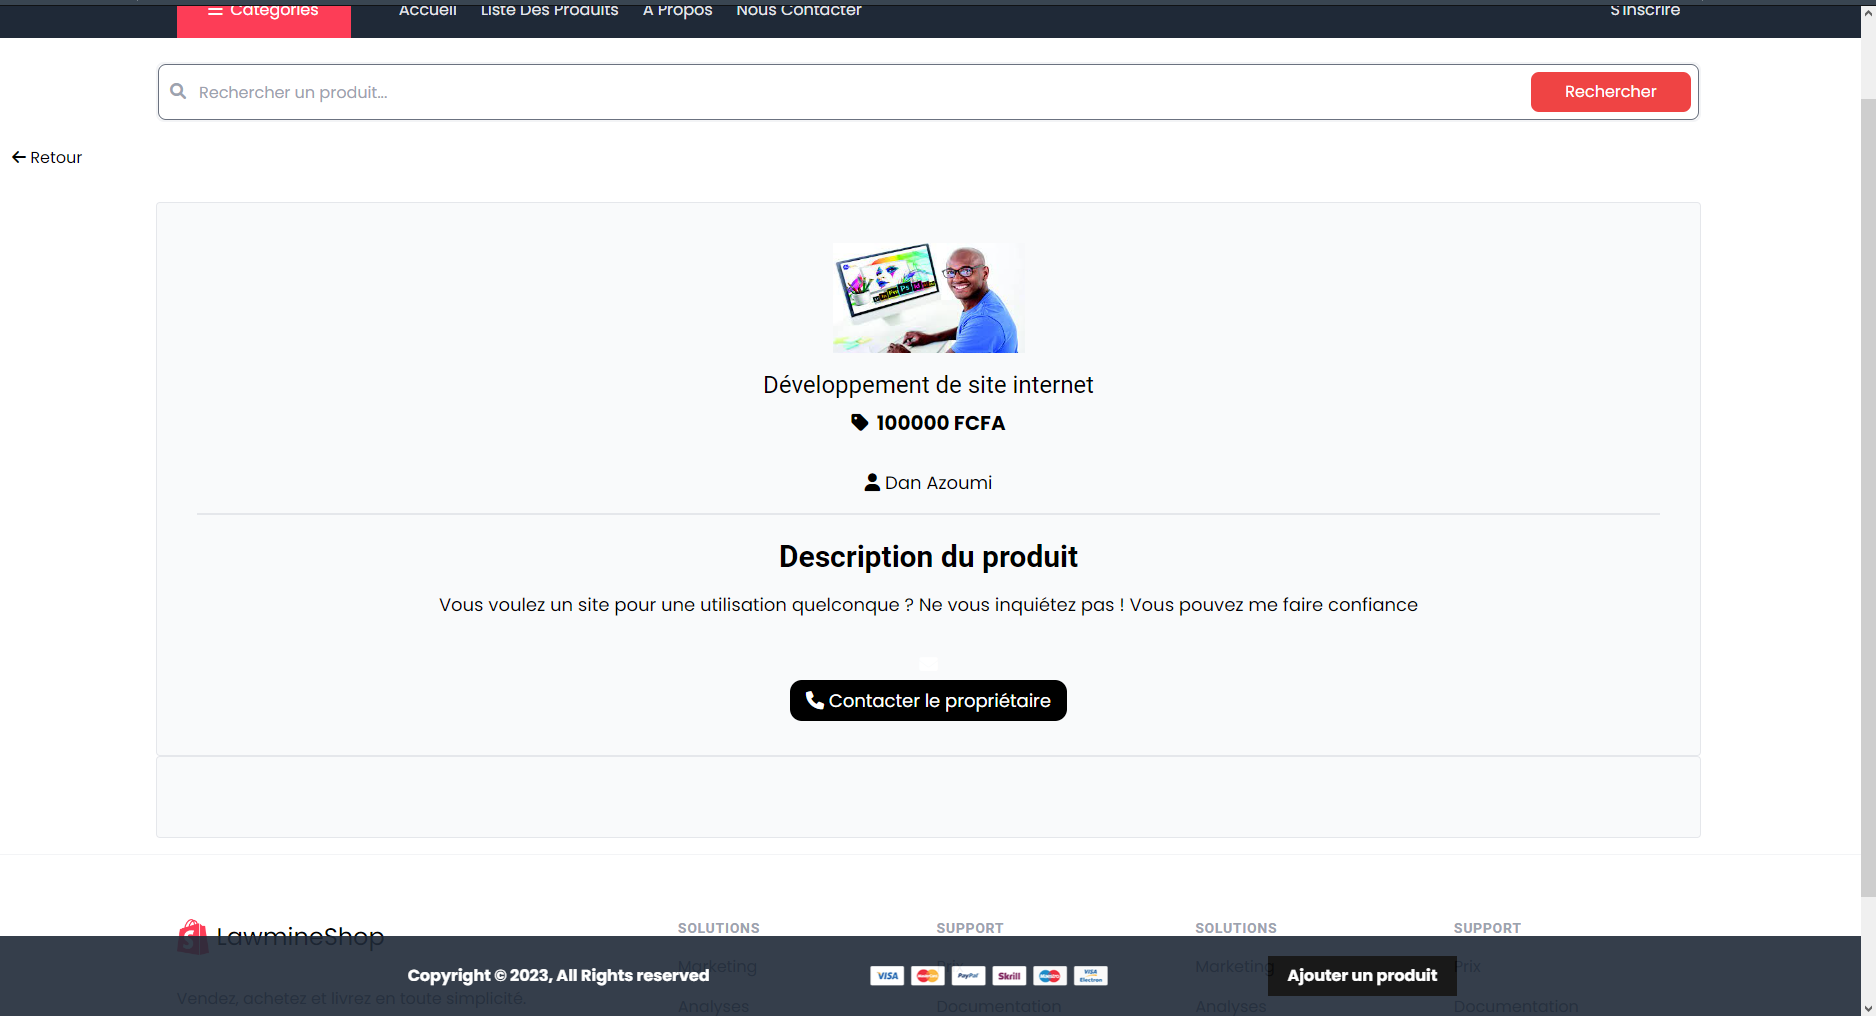 Catégories
Accueil
Liste Des Produits
A Propos
Nous Contacter
S'inscrire
Rechercher un produit...
Rechercher
Retour
Développement de site internet
100000 FCFA
Dan Azoumi
Description du produit
Vous voulez un site pour une utilisation quelconque ? Ne vous inquiétez pas ! Vous pouvez me faire confiance
Contacter le propriétaire
LawmineShop
SOLUTIONS
SUPPORT
SOLUTIONS
SUPPORT
Marketing
Prix
Marketing
Prix
Copyright © 2023, All Rights reserved
VISA
PayPal
Skrill
Maestro
VISA
Electron
Ajouter un produit
Vendez, achetez et livrez en toute simplicité.
Analyses
Documentation
Analyses
Documentation